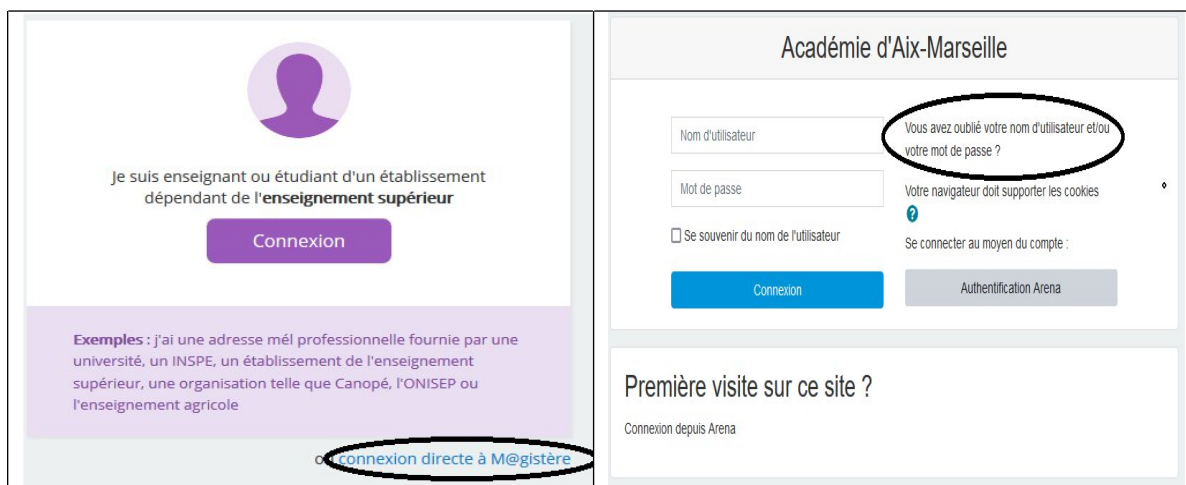 Je suis enseignant ou étudiant d'un établissement
dépendant de l'enseignement supérieur
Connexion
Exemples : j'ai une adresse mél professionnelle fournie par une
université, un INSPE, un établissement de l'enseignement
supérieur, une organisation telle que Canopé, l'ONISEP ou
l'enseignement agricole
ou connexion directe à M@gistère
Académie d'Aix-Marseille
Nom d'utilisateur
Mot de passe
Se souvenir du nom de l'utilisateur
Connexion
Vous avez oublié votre nom d'utilisateur et/ou
votre mot de passe ?
Votre navigateur doit supporter les cookies
?
Se connecter au moyen du compte :
Authentification Arena
Première visite sur ce site ?
Connexion depuis Arena